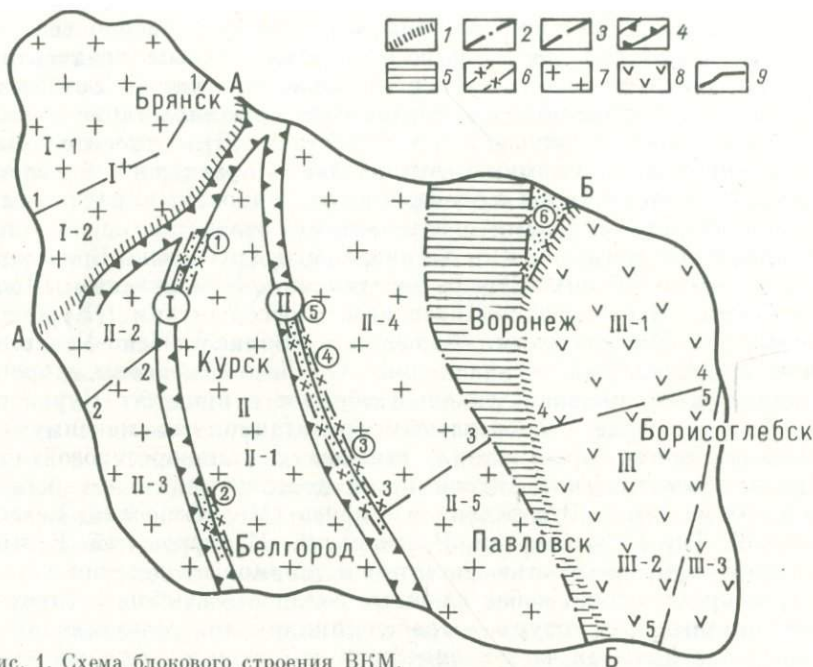 1 2 3 4
5 6 7 8 9
1 А
Брянск
I-1
1
I-2
А
Б
6
1
I II
5
II-2
II-4
Воронеж III-1
Курск
4
2
2
II
4
5
3 4
Борисоглебск
3
II-1
III
II-3
3
2
II-5
Белгород
Павловск
III-2 III-3
5
Б
ис. 1. Схема блокового строения ВКМ.